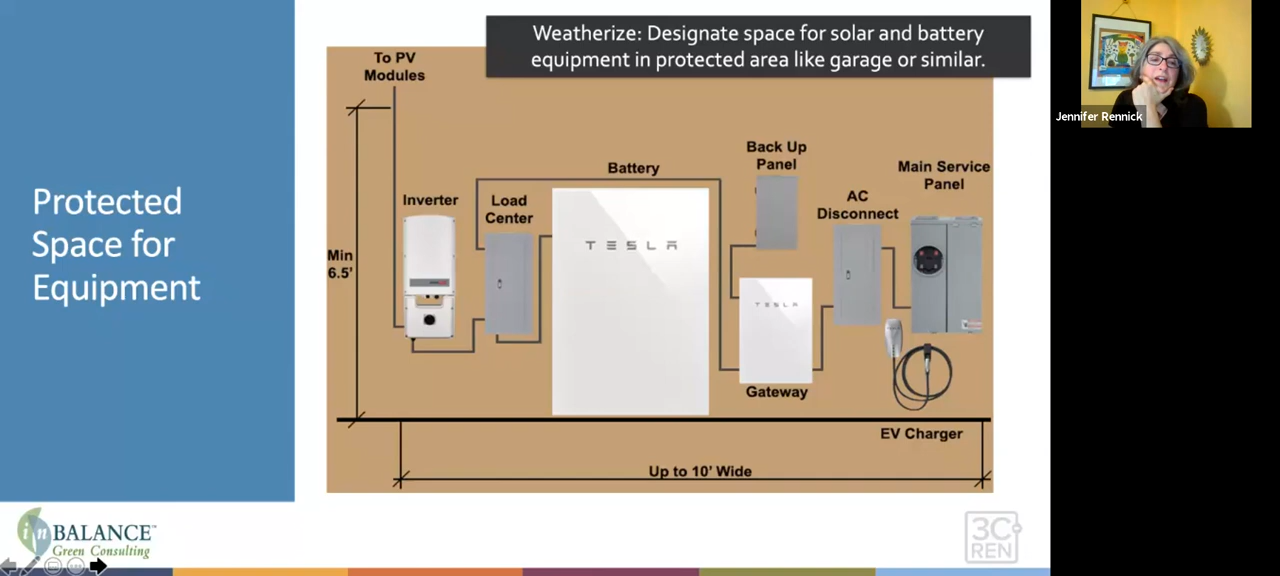 Weatherize: Designate space for solar and battery
equipment in protected area like garage or similar.
Protected
Space for
Equipment
To PV
Modules
Min
6.5'
Inverter
Load
Center
Battery
TESLA
Back Up
Panel
TESLA
Gateway
AC
Disconnect
Main Service
Panel
EV Charger
Up to 10' Wide
inBALANCE™
Green Consulting
3C
REN
Jennifer Rennick